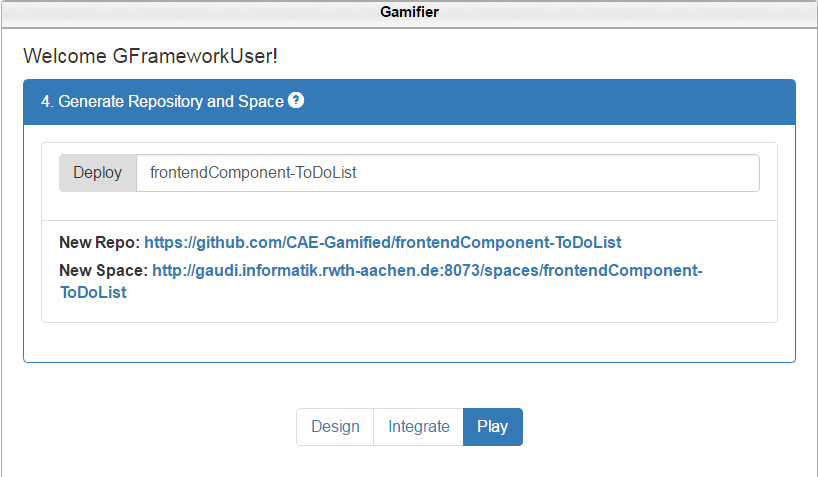 Gamifier
Welcome GFrameworkUser!
4. Generate Repository and Space ?
Deploy frontendComponent-ToDoList
New Repo: https://github.com/CAE-Gamified/frontendComponent-ToDoList
New Space: http://gaudi.informatik.rwth-aachen.de:8073/spaces/frontendComponent-
ToDoList
Design Integrate Play